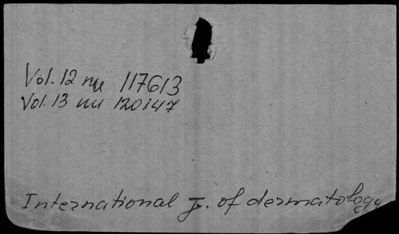 Vol. 12 nu 117613
Vol. 13 nu 120147
International J. of dermatology